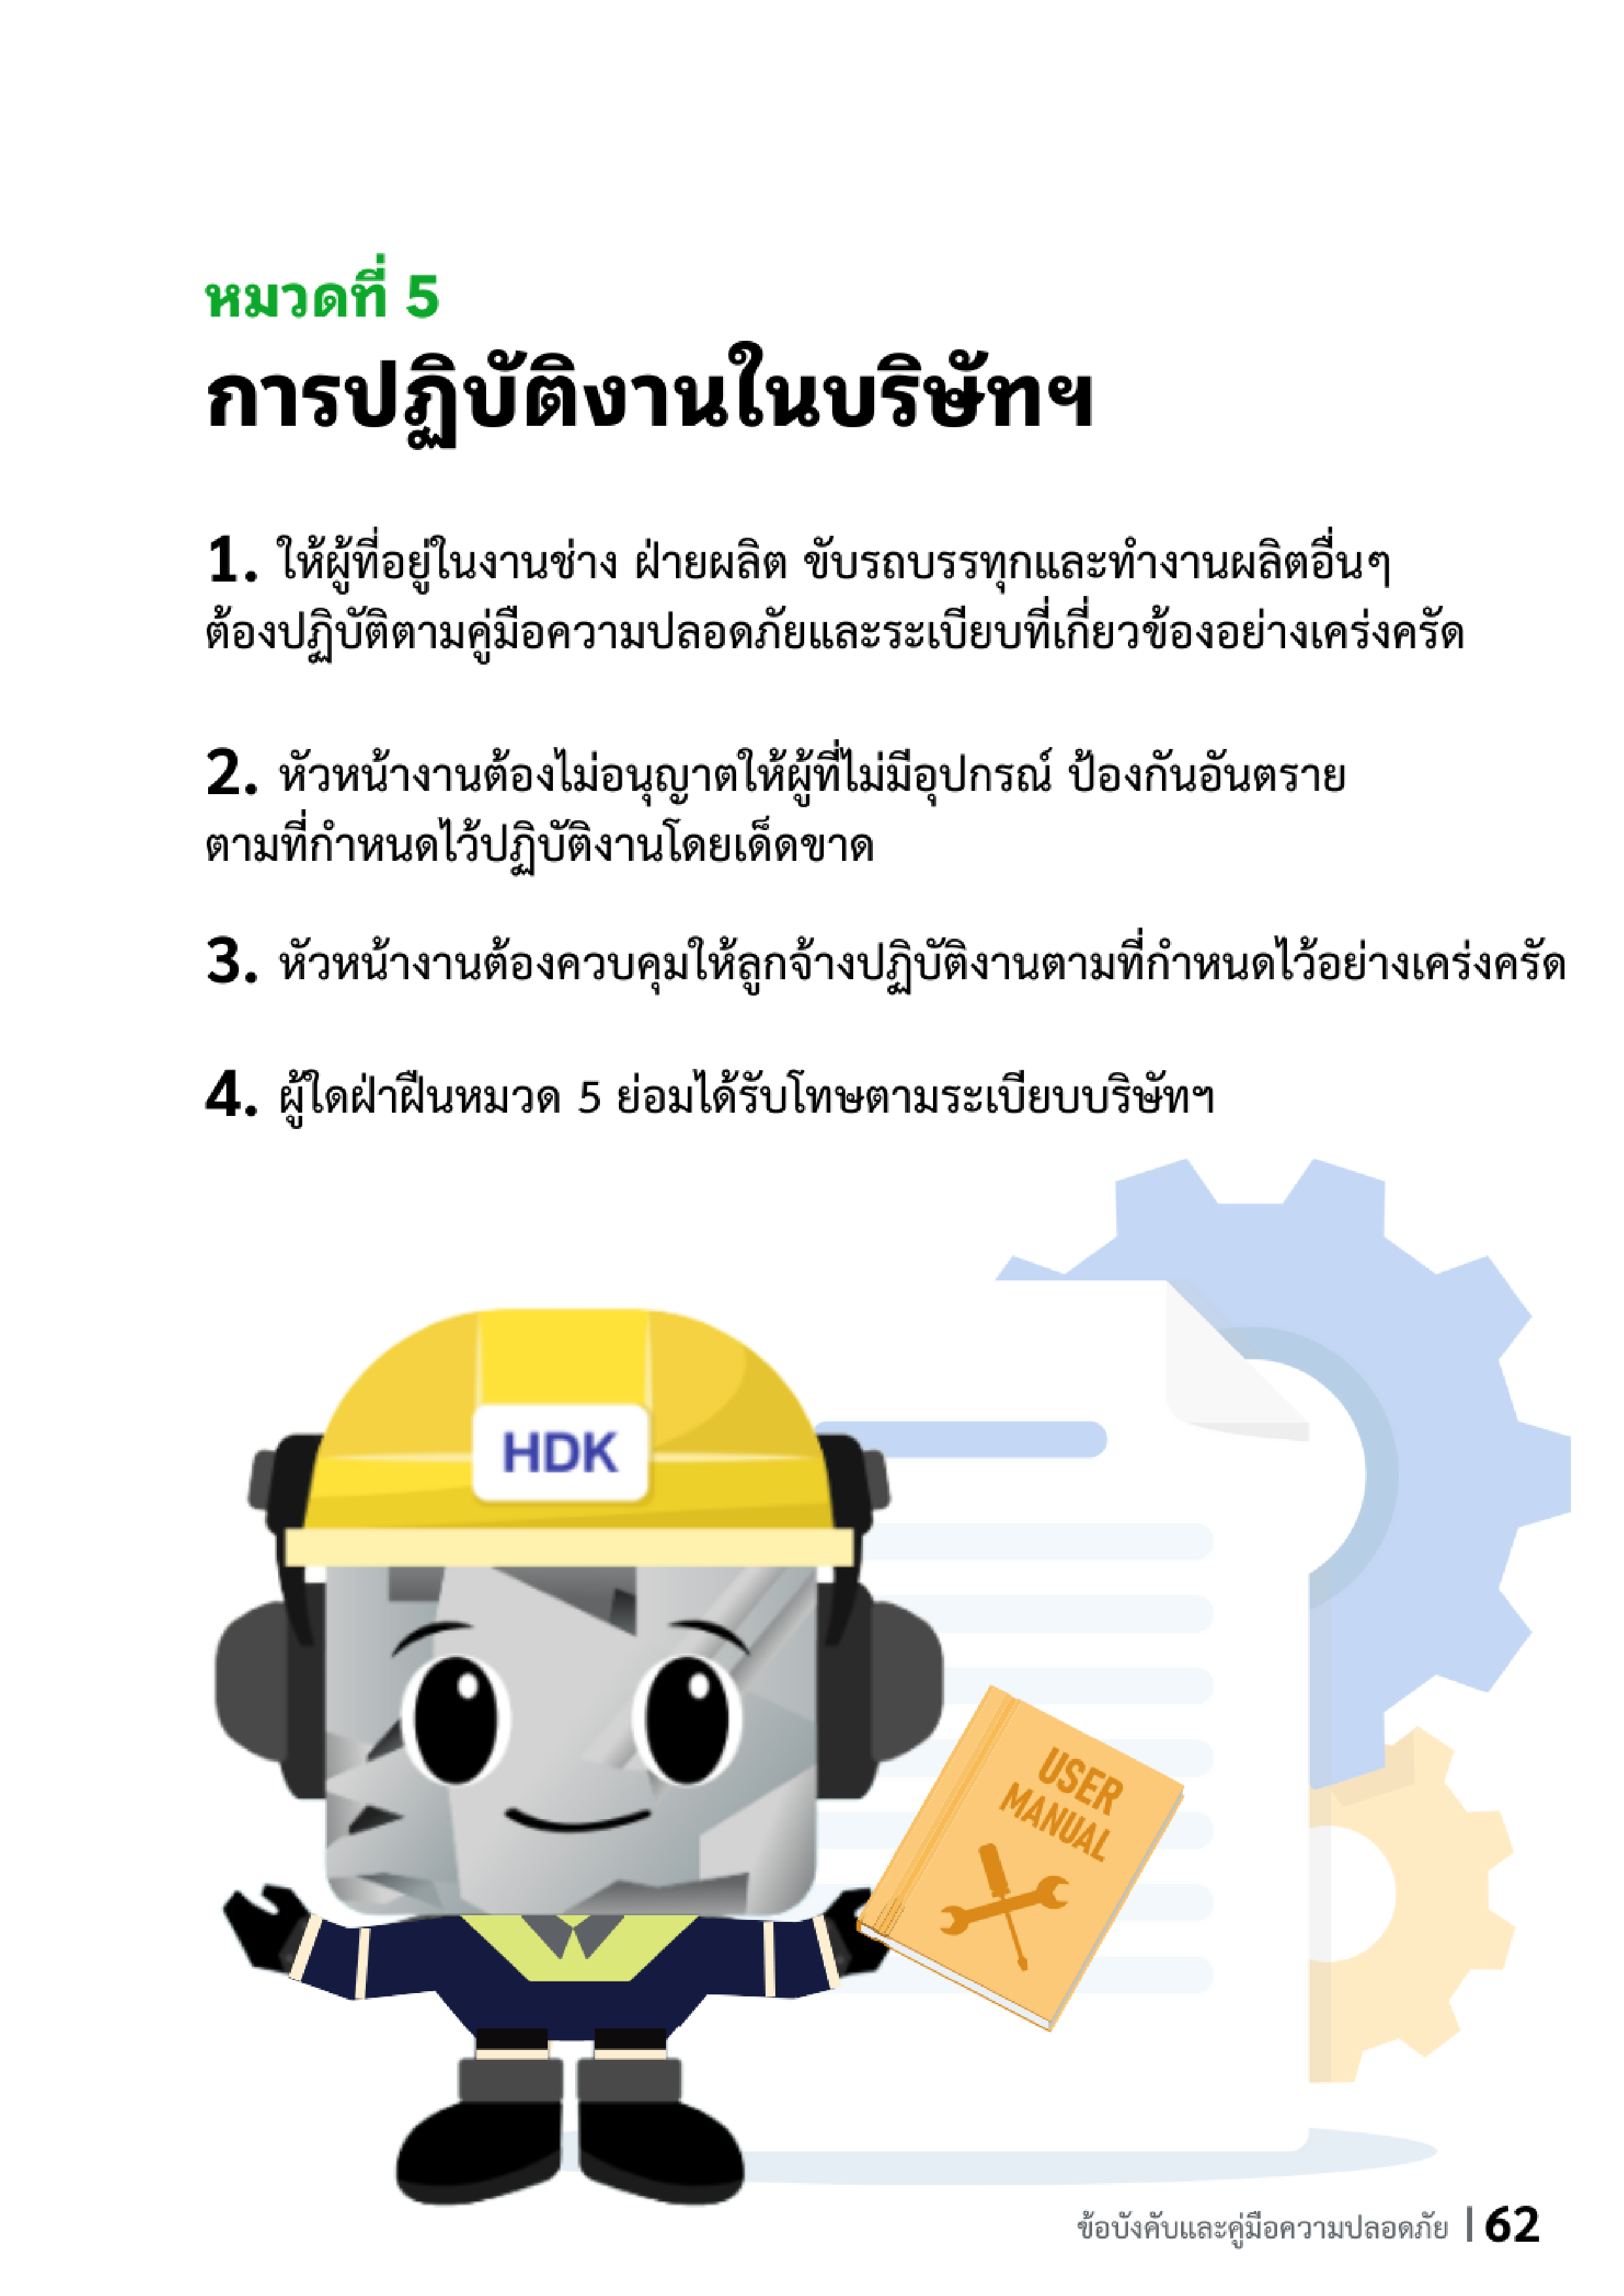 หมวดที่ 5
การปฏิบัติงานในบริษัทฯ
1. ให้ผู้ที่อยู่ในงานช่าง ฝ่ายผลิต ขับรถบรรทุกและทำงานผลิตอื่นๆ
ต้องปฏิบัติตามคู่มือความปลอดภัยและระเบียบที่เกี่ยวข้องอย่างเคร่งครัด
2. หัวหน้างานต้องไม่อนุญาตให้ผู้ที่ไม่มีอุปกรณ์ ป้องกันอันตราย
ตามที่กำหนดไว้ปฏิบัติงานโดยเด็ดขาด
3. หัวหน้างานต้องควบคุมให้ลูกจ้างปฏิบัติงานตามที่กำหนดไว้อย่างเคร่งครัด
4. ผู้ใดฝ่าฝืนหมวด 5 ย่อมได้รับโทษตามระเบียบบริษัทฯ
HDK
USER
MANUAL
ข้อบังคับและคู่มือความปลอดภัย | 62